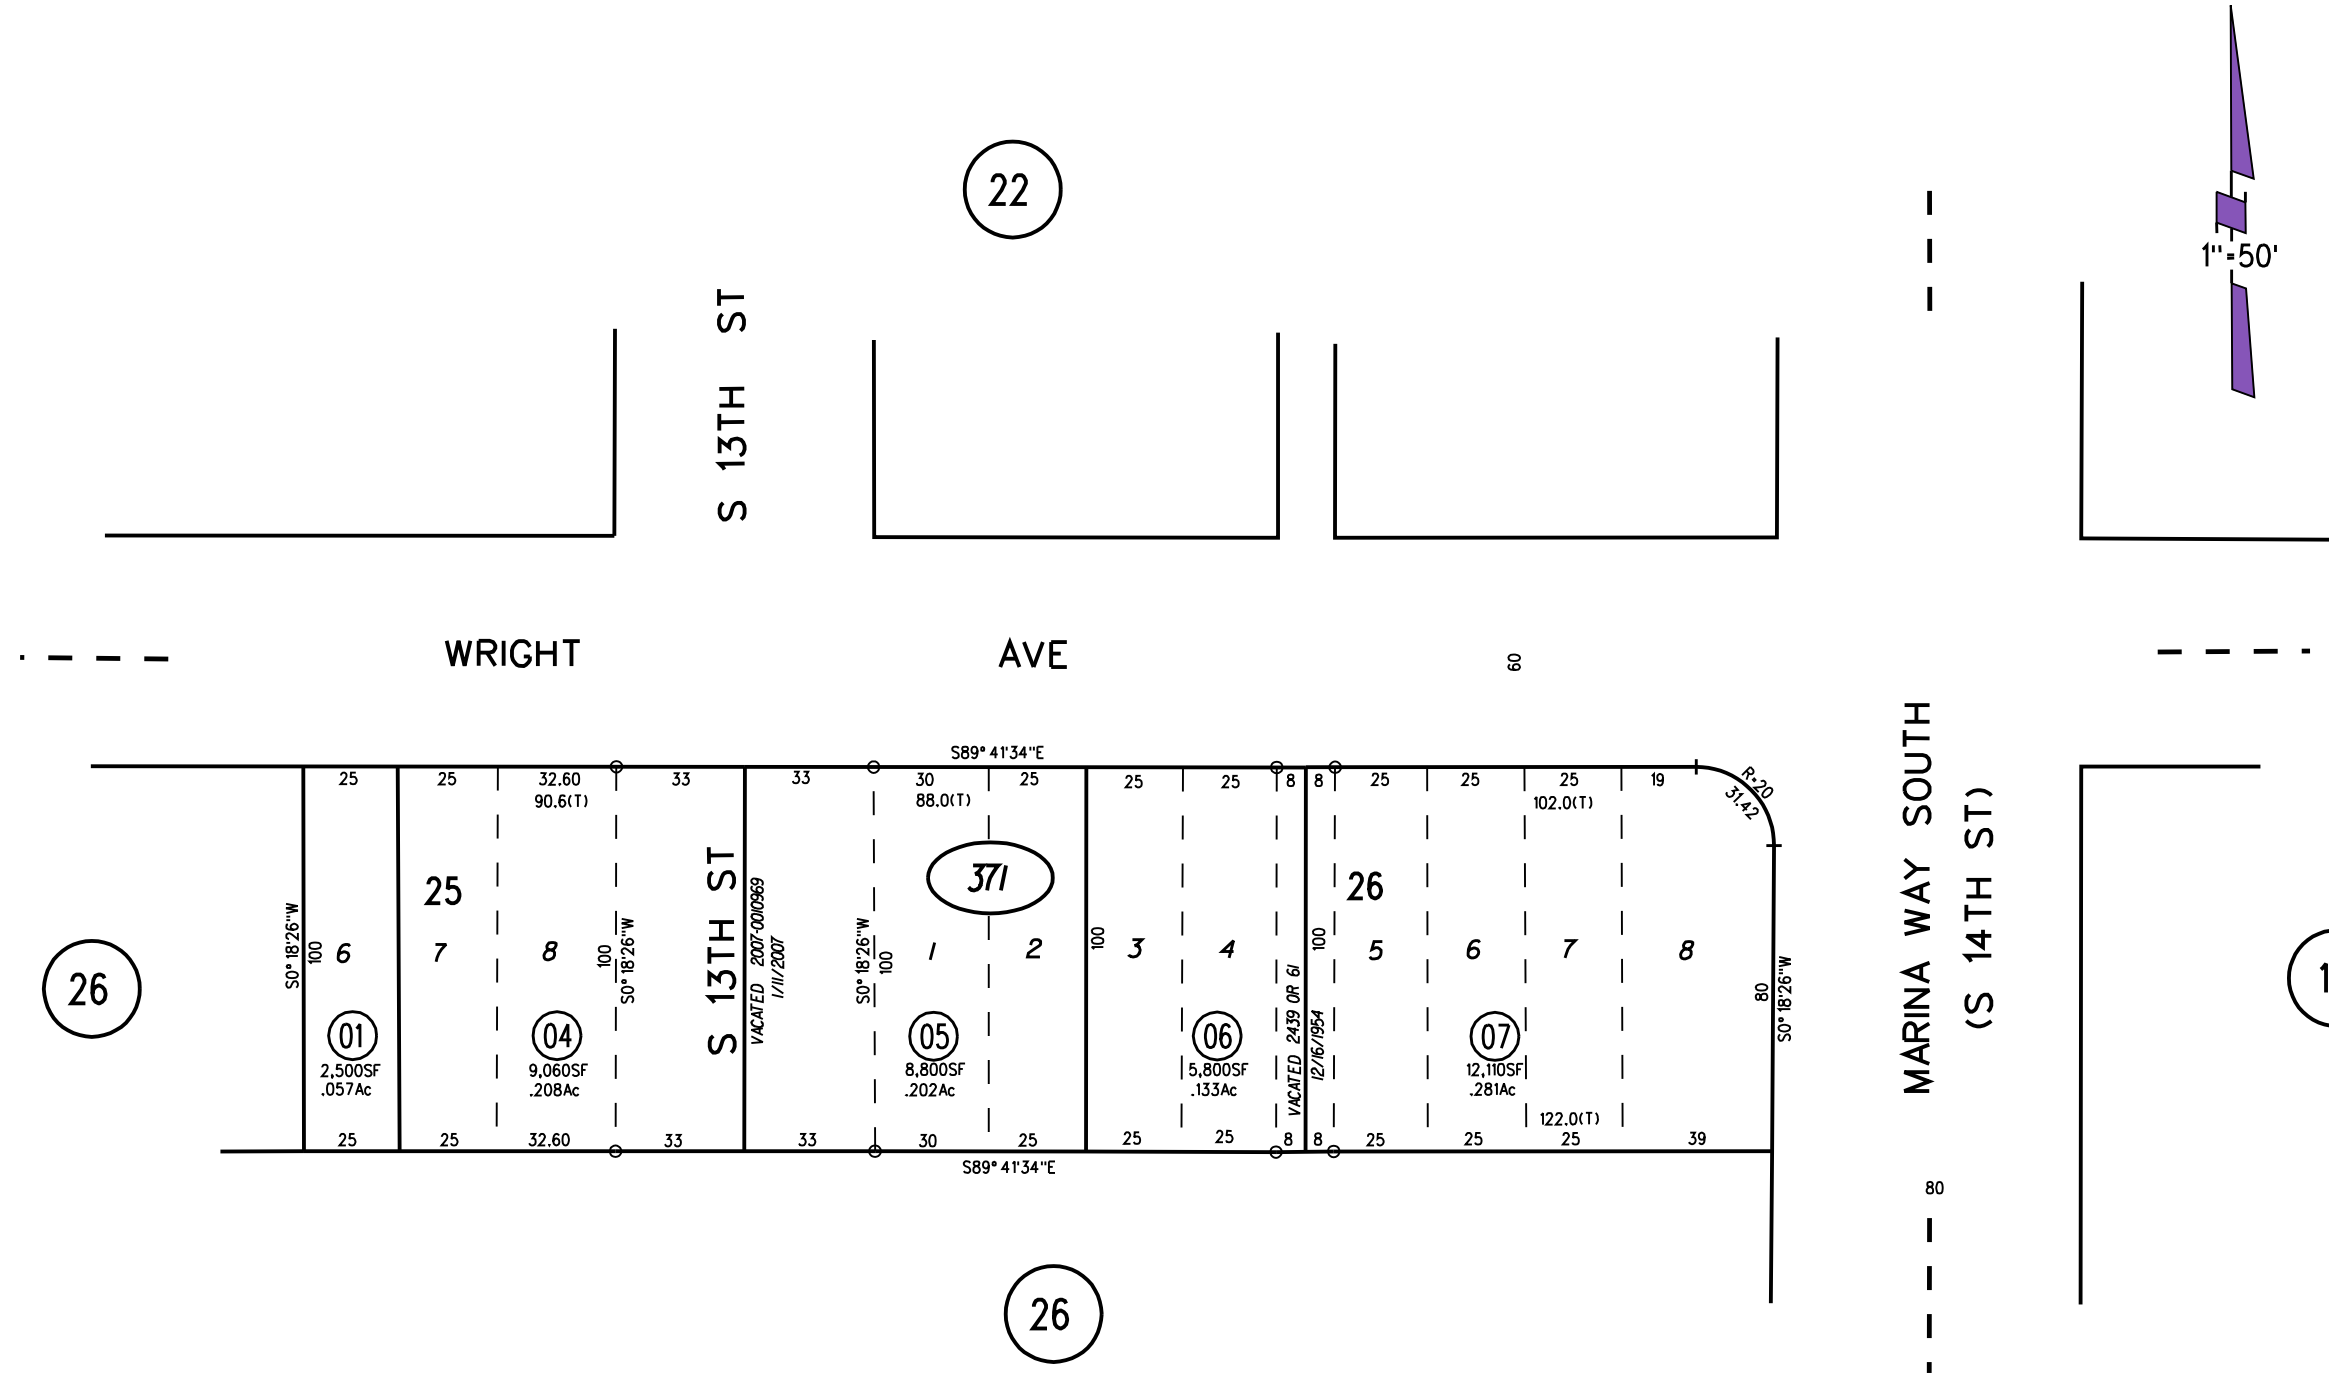 22
1"=50'
S 13TH ST
WRIGHT AVE
60
S89°41'34"E
25 25 32.60 33 33 30 25 25 25 8 8 25 25 25 19
90.6(T) 88.0(T) 102.0(T)
R=20
31.42
371
25
26
S0°18'26"W
100
6 7 8
100
S0°18'26"W
S 13TH ST
VACATED 2007-0010969
1/11/2007
S0°18'26"W
100
1 2
100
3 4
VACATED 2439 OR 61
12/16/1954
100
5 6 7 8
80
S0°18'26"W
MARINA WAY SOUTH
(S 14TH ST)
26
1
01 04 05 06 07
2,500SF 9,060SF 8,800SF 5,800SF 12,110SF
.057Ac .208Ac .202Ac .133Ac .281Ac
122.0(T)
25 25 32.60 33 33 30 25 25 25 8 8 25 25 25 39
S89°41'34"E
80
26